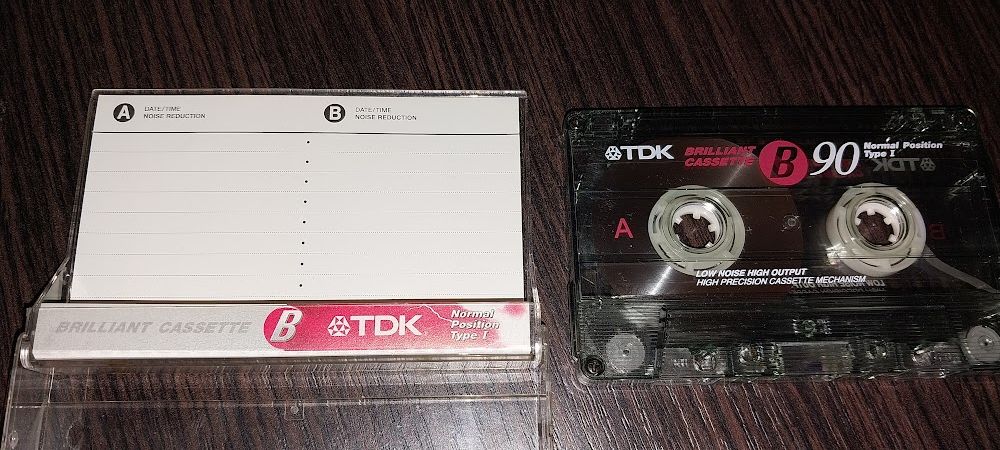 A DATE/TIME
NOISE REDUCTION
B DATE/TIME
NOISE REDUCTION
BRILLIANT CASSETTE B TDK Normal
Position
Type I
TDK BRILLIANT
CASSETTE B 90 Normal Position
Type I
TDK
A B
LOW NOISE HIGH OUTPUT
HIGH PRECISION CASSETTE MECHANISM